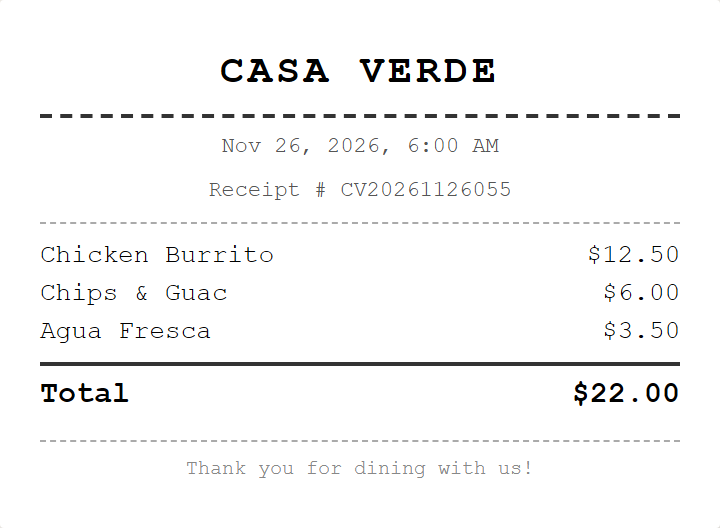 CASA VERDE
Nov 26, 2026, 6:00 AM
Receipt # CV20261126055
Chicken Burrito $12.50
Chips & Guac $6.00
Agua Fresca $3.50
Total $22.00
Thank you for dining with us!